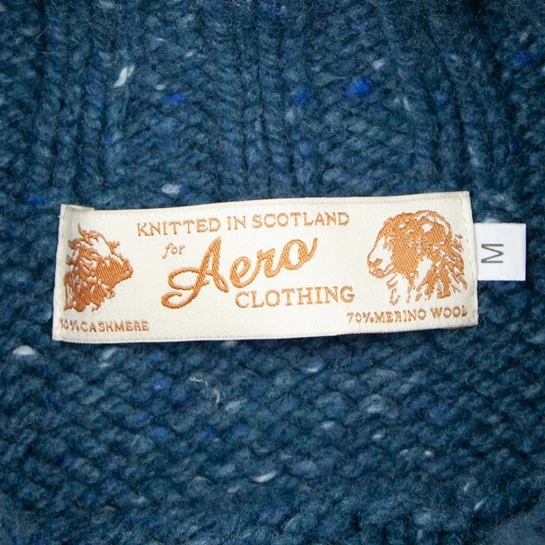 KNITTED IN SCOTLAND
for Aero
CLOTHING
30%CASHMERE
70%MERINO WOOL
M